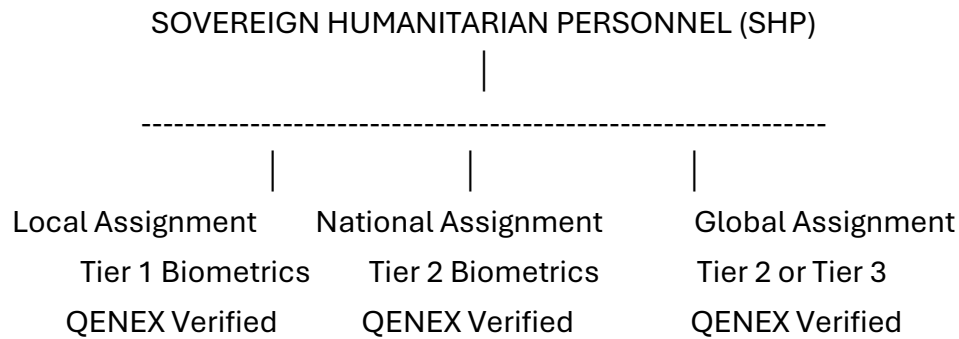 SOVEREIGN HUMANITARIAN PERSONNEL (SHP)
│
--------------------------------------------------------------
│ │ │
Local Assignment National Assignment Global Assignment
Tier 1 Biometrics Tier 2 Biometrics Tier 2 or Tier 3
QENEX Verified QENEX Verified QENEX Verified